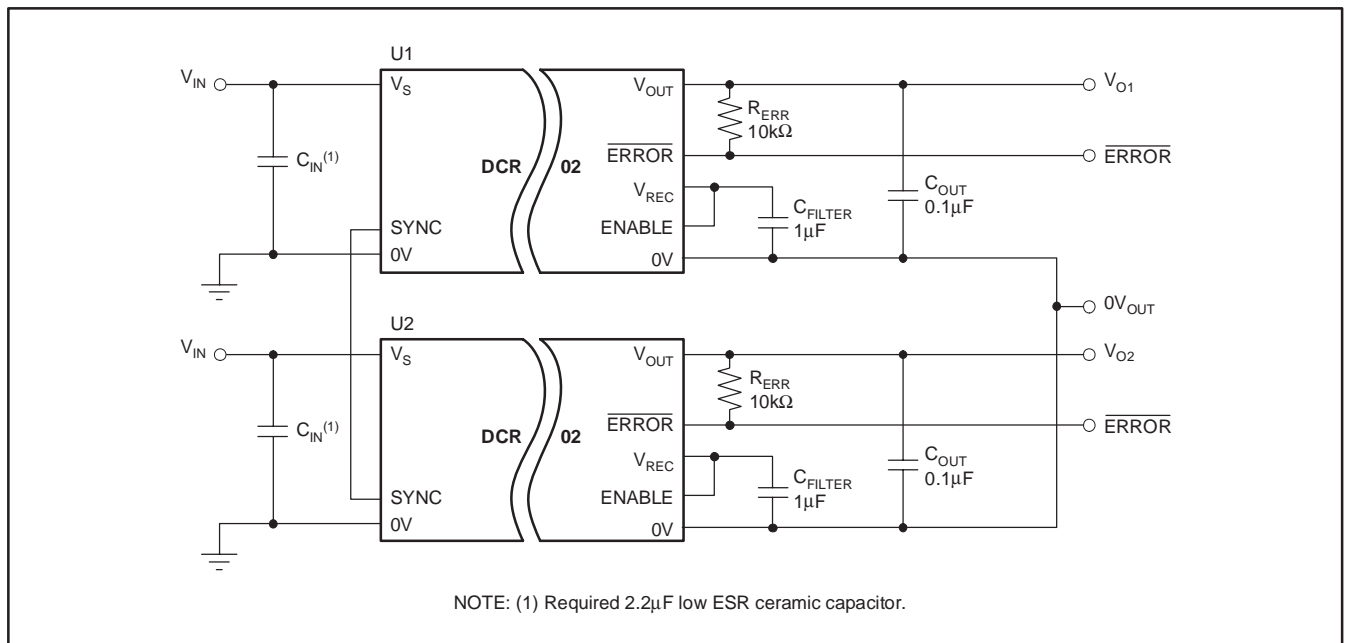 U1
V_IN
V_S
V_OUT
V_O1
R_ERR
10kΩ
ERROR
ERROR
C_IN(1)
DCR
02
V_REC
C_OUT
0.1µF
C_FILTER
1µF
SYNC
ENABLE
0V
0V
0V_OUT
U2
V_IN
V_S
V_OUT
V_O2
R_ERR
10kΩ
ERROR
ERROR
C_IN(1)
DCR
02
V_REC
C_OUT
0.1µF
C_FILTER
1µF
SYNC
ENABLE
0V
0V
NOTE: (1) Required 2.2µF low ESR ceramic capacitor.